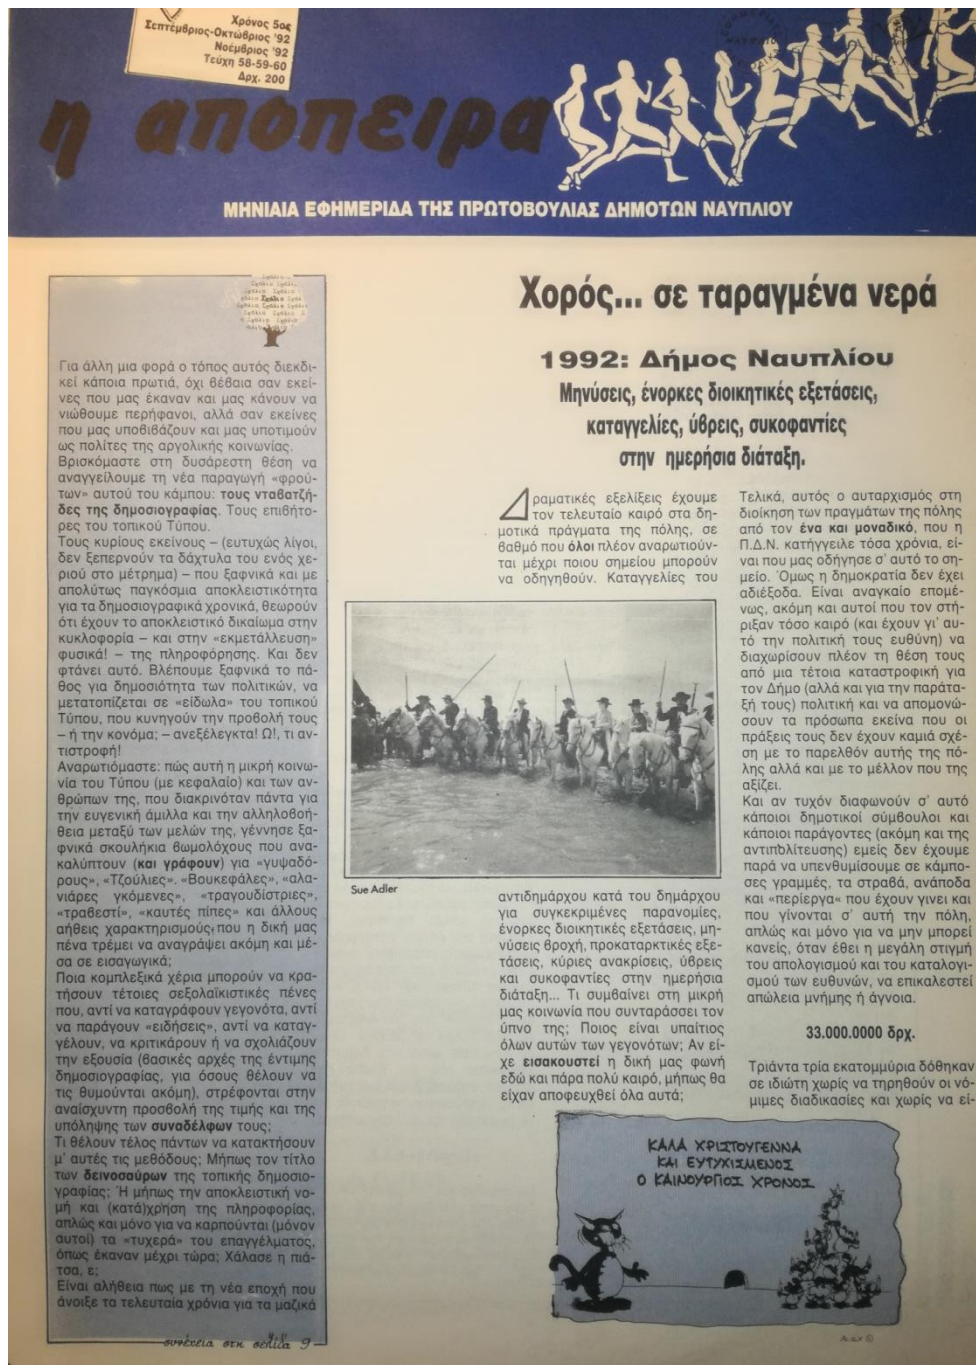 Χρόνος 5ος
Σεπτέμβριος-Οκτώβριος '92
Νοέμβριος '92
Τεύχη 58-59-60
Δρχ. 200
η απόπειρα
ΜΗΝΙΑΙΑ ΕΦΗΜΕΡΙΔΑ ΤΗΣ ΠΡΩΤΟΒΟΥΛΙΑΣ ΔΗΜΟΤΩΝ ΝΑΥΠΛΙΟΥ
Σχόλια
Για άλλη μια φορά ο τόπος αυτός διεκδι-
κεί κάποια πρωτιά, όχι βέβαια σαν εκεί-
νες που μας έκαναν και μας κάνουν να
νιώθουμε περήφανοι, αλλά σαν εκείνες
που μας υποβιβάζουν και μας υποτιμούν
ως πολίτες της αργολικής κοινωνίας.
Βρισκόμαστε στη δυσάρεστη θέση να
αναγγείλουμε τη νέα παραγωγή «φρού-
των» αυτού του κάμπου: τους νταβατζή-
δες της δημοσιογραφίας. Τους επιβήτο-
ρες του τοπικού Τύπου.
Τους κυρίους εκείνους – (ευτυχώς λίγοι,
δεν ξεπερνούν τα δάχτυλα του ενός χε-
ριού στο μέτρημα) – που ξαφνικά και με
απολύτως παγκόσμια αποκλειστικότητα
για τα δημοσιογραφικά χρονικά, θεωρούν
ότι έχουν το αποκλειστικό δικαίωμα στην
κυκλοφορία – και στην «εκμετάλλευση»
φυσικά! – της πληροφόρησης. Και δεν
φτάνει αυτό. Βλέπουμε ξαφνικά το πά-
θος για δημοσιότητα των πολιτικών, να
μετατοπίζεται σε «είδωλα» του τοπικού
Τύπου, που κυνηγούν την προβολή τους
– ή την κονόμα; – ανεξέλεγκτα! Ω!, τι αν-
τιστροφή!
Αναρωτιόμαστε: πώς αυτή η μικρή κοινω-
νία του Τύπου (με κεφαλαίο) και των αν-
θρώπων της, που διακρινόταν πάντα για
την ευγενική άμιλλα και την αλληλοβοή-
θεια μεταξύ των μελών της, γέννησε ξα-
φνικά σκουλήκια βωμολόχους που ανα-
καλύπτουν (και γράφουν) για «γυψαδό-
ρους», «Τζούλιες». «Βουκεφάλες», «αλα-
νιάρες γκόμενες», «τραγουδίστριες»,
«τραβεστί», «καυτές πίπες» και άλλους
αήθεις χαρακτηρισμούς, που η δική μας
πένα τρέμει να αναγράψει ακόμη και μέ-
σα σε εισαγωγικά;
Ποια κομπλεξικά χέρια μπορούν να κρα-
τήσουν τέτοιες σεξολαϊκιστικές πένες
που, αντί να καταγράφουν γεγονότα, αντί
να παράγουν «ειδήσεις», αντί να καταγ-
γέλουν, να κριτικάρουν ή να σχολιάζουν
την εξουσία (βασικές αρχές της έντιμης
δημοσιογραφίας, για όσους θέλουν να
τις θυμούνται ακόμη), στρέφονται στην
αναίσχυντη προσβολή της τιμής και της
υπόληψης των συναδέλφων τους;
Τι θέλουν τέλος πάντων να κατακτήσουν
μ' αυτές τις μεθόδους; Μήπως τον τίτλο
των δεινοσαύρων της τοπικής δημοσιο-
γραφίας; Ή μήπως την αποκλειστική νο-
μή και (κατά)χρηση της πληροφορίας,
απλώς και μόνο για να καρπούνται (μόνον
αυτοί) τα «τυχερά» του επαγγέλματος,
όπως έκαναν μέχρι τώρα; Χάλασε η πιά-
τσα, ε;
Είναι αλήθεια πως με τη νέα εποχή που
άνοιξε τα τελευταία χρόνια για τα μαζικά
συνέχεια στη σελίδα 9
Χορός... σε ταραγμένα νερά
1992: Δήμος Ναυπλίου
Μηνύσεις, ένορκες διοικητικές εξετάσεις,
καταγγελίες, ύβρεις, συκοφαντίες
στην ημερήσια διάταξη.
Δραματικές εξελίξεις έχουμε
τον τελευταίο καιρό στα δη-
μοτικά πράγματα της πόλης, σε
βαθμό που όλοι πλέον αναρωτιούν-
ται μέχρι ποιου σημείου μπορούν
να οδηγηθούν. Καταγγελίες του
Sue Adler
αντιδημάρχου κατά του δημάρχου
για συγκεκριμένες παρανομίες,
ένορκες διοικητικές εξετάσεις, μη-
νύσεις βροχή, προκαταρκτικές εξε-
τάσεις, κύριες ανακρίσεις, ύβρεις
και συκοφαντίες στην ημερήσια
διάταξη... Τι συμβαίνει στη μικρή
μας κοινωνία που συνταράσσει τον
ύπνο της; Ποιος είναι υπαίτιος
όλων αυτών των γεγονότων; Αν εί-
χε εισακουστεί η δική μας φωνή
εδώ και πάρα πολύ καιρό, μήπως θα
είχαν αποφευχθεί όλα αυτά;
Τελικά, αυτός ο αυταρχισμός στη
διοίκηση των πραγμάτων της πόλης
από τον ένα και μοναδικό, που η
Π.Δ.Ν. κατήγγειλε τόσα χρόνια, εί-
ναι που μας οδήγησε σ' αυτό το ση-
μείο. Όμως η δημοκρατία δεν έχει
αδιέξοδα. Είναι αναγκαίο επομέ-
νως, ακόμη και αυτοί που τον στή-
ριξαν τόσο καιρό (και έχουν γι' αυ-
τό την πολιτική τους ευθύνη) να
διαχωρίσουν πλέον τη θέση τους
από μια τέτοια καταστροφική για
τον Δήμο (αλλά και για την παράτα-
ξή τους) πολιτική και να απομονώ-
σουν τα πρόσωπα εκείνα που οι
πράξεις τους δεν έχουν καμιά σχέ-
ση με το παρελθόν αυτής της πό-
λης αλλά και με το μέλλον που της
αξίζει.
Και αν τυχόν διαφωνούν σ' αυτό
κάποιοι δημοτικοί σύμβουλοι και
κάποιοι παράγοντες (ακόμη και της
αντιπολίτευσης) εμείς δεν έχουμε
παρά να υπενθυμίσουμε σε κάμπο-
σες γραμμές, τα στραβά, ανάποδα
και «περίεργα« που έχουν γινει και
που γίνονται σ' αυτή την πόλη,
απλώς και μόνο για να μην μπορεί
κανείς, όταν έθει η μεγάλη στιγμή
του απολογισμού και του καταλογι-
σμού των ευθυνών, να επικαλεστεί
απώλεια μνήμης ή άγνοια.
33.000.0000 δρχ.
Τριάντα τρία εκατομμύρια δόθηκαν
σε ιδιώτη χωρίς να τηρηθούν οι νό-
μιμες διαδικασίες και χωρίς να εί-
ΚΑΛΑ ΧΡΙΣΤΟΥΓΕΝΝΑ
ΚΑΙ ΕΥΤΥΧΙΣΜΕΝΟΣ
Ο ΚΑΙΝΟΥΡΓΙΟΣ ΧΡΟΝΟΣ